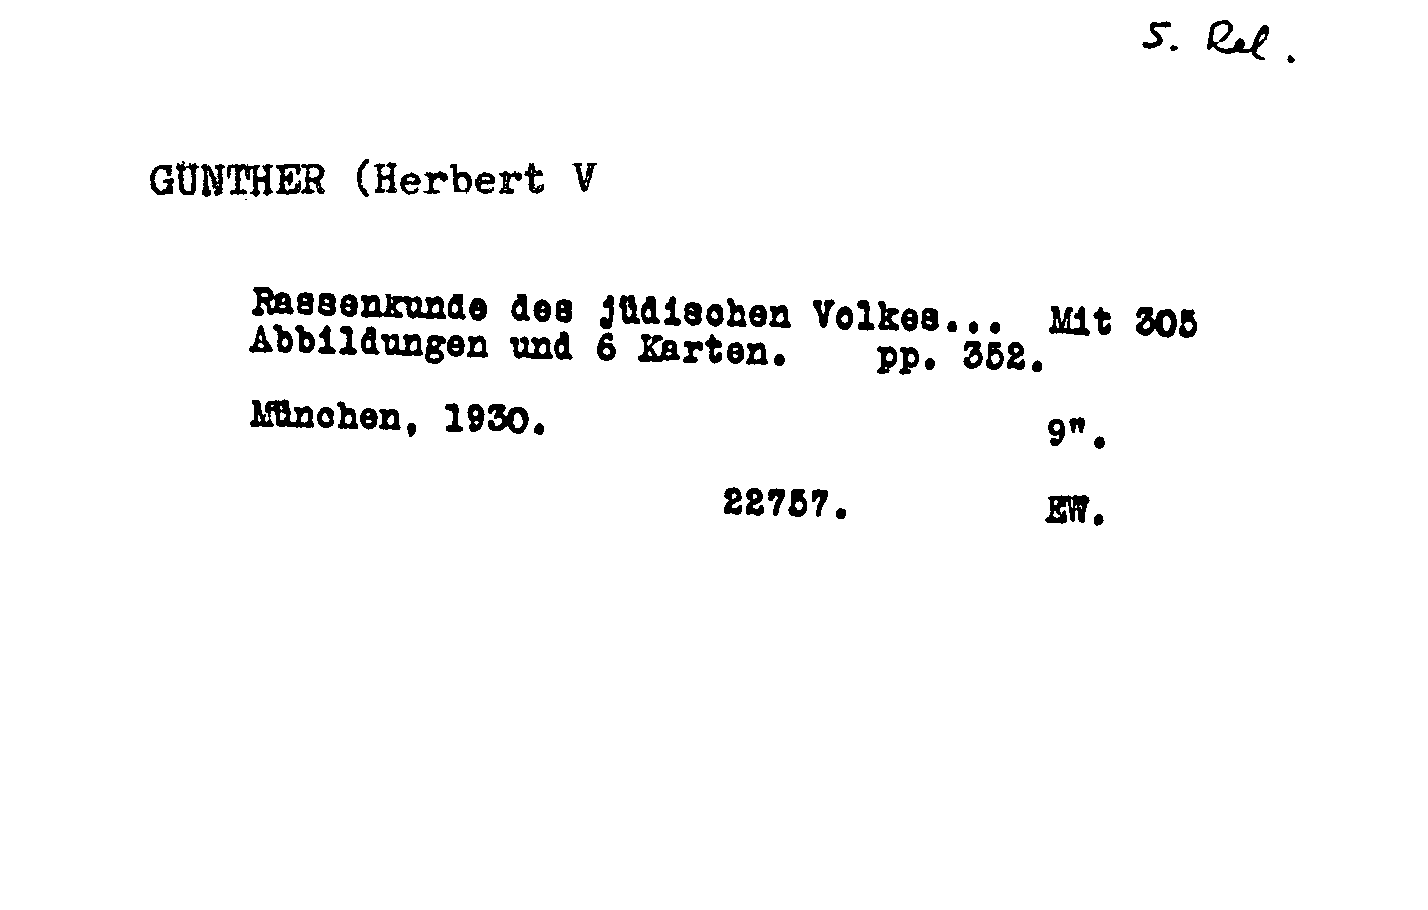 5. Rel.
GÜNTHER (Herbert V
Rassenkunde des jüdischen Volkes... Mit 305
Abbildungen und 6 Karten. pp. 352.
München, 1930. 9".
22757. EW.